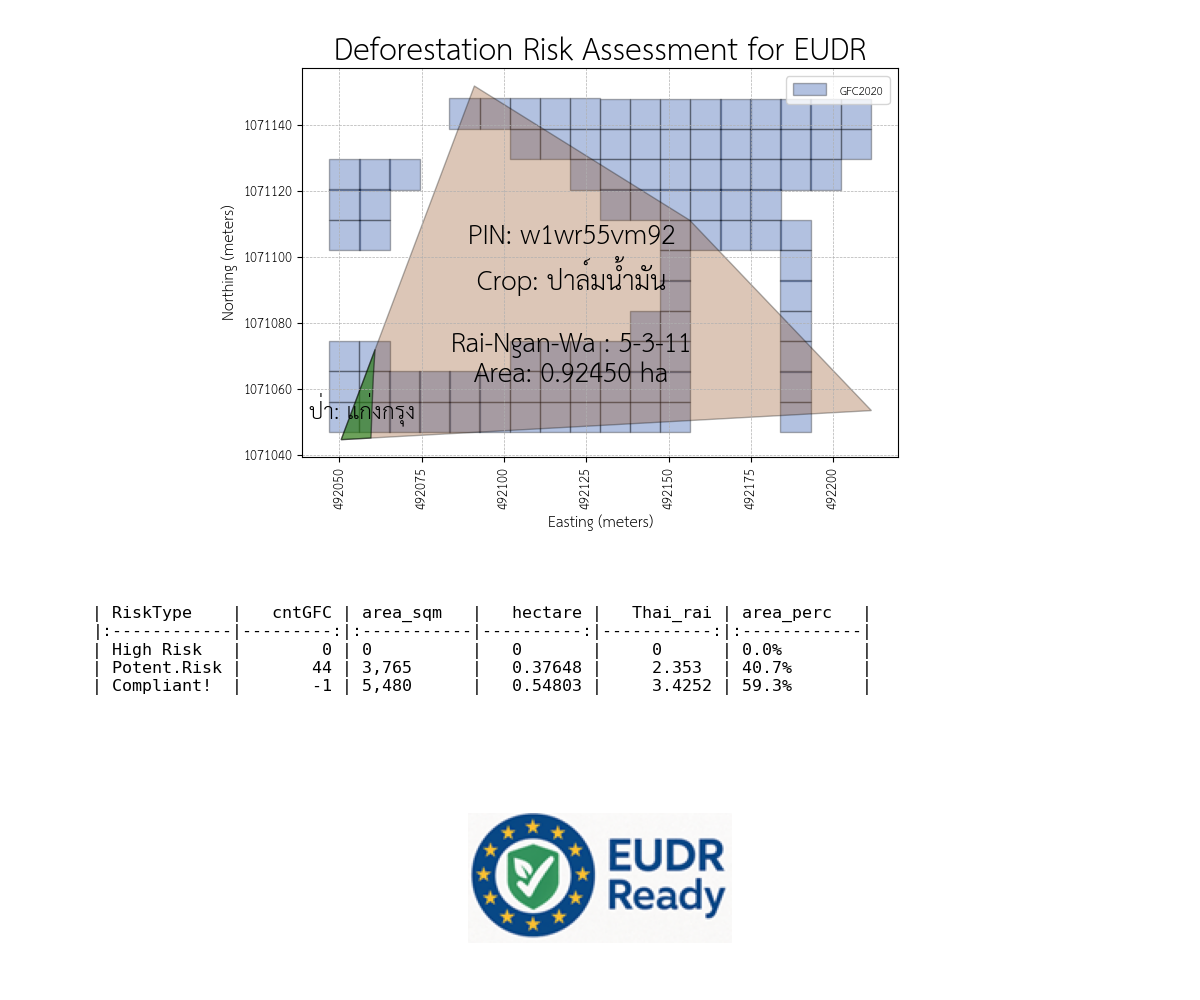 Deforestation Risk Assessment for EUDR
GFC2020
1071140
1071120
1071100
1071080
1071060
1071040
Northing (meters)
PIN: w1wr55vm92
Crop: ปาล์มน้ำมัน
Rai-Ngan-Wa : 5-3-11
Area: 0.92450 ha
ป่า: แก่งกรุง
492050
492075
492100
492125
492150
492175
492200
Easting (meters)
| RiskType    |   cntGFC | area_sqm   |   hectare |   Thai_rai | area_perc   |
|:------------|---------:|:-----------|----------:|-----------:|:------------|
| High Risk   |        0 | 0          |   0       |     0      | 0.0%        |
| Potent.Risk |       44 | 3,765      |   0.37648 |     2.353  | 40.7%       |
| Compliant!  |       -1 | 5,480      |   0.54803 |     3.4252 | 59.3%       |
EUDR
Ready